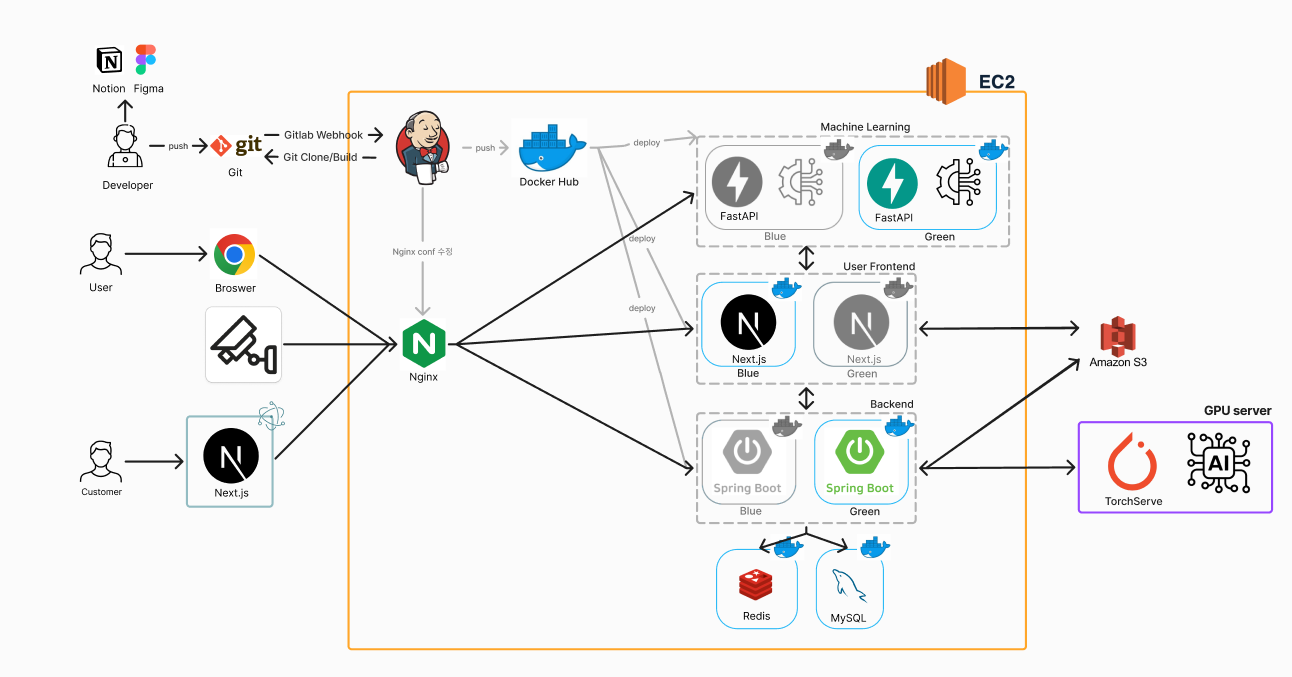 EC2
Notion
Figma
Developer
push
git
Git
Gitlab Webhook
Git Clone/Build
push
Docker Hub
deploy
deploy
deploy
Nginx conf 수정
Machine Learning
FastAPI
Blue
FastAPI
Green
User
Broswer
Nginx
User Frontend
Next.js
Blue
Next.js
Green
Amazon S3
Customer
Next.js
Backend
Spring Boot
Blue
Spring Boot
Green
GPU server
TorchServe
AI
Redis
MySQL